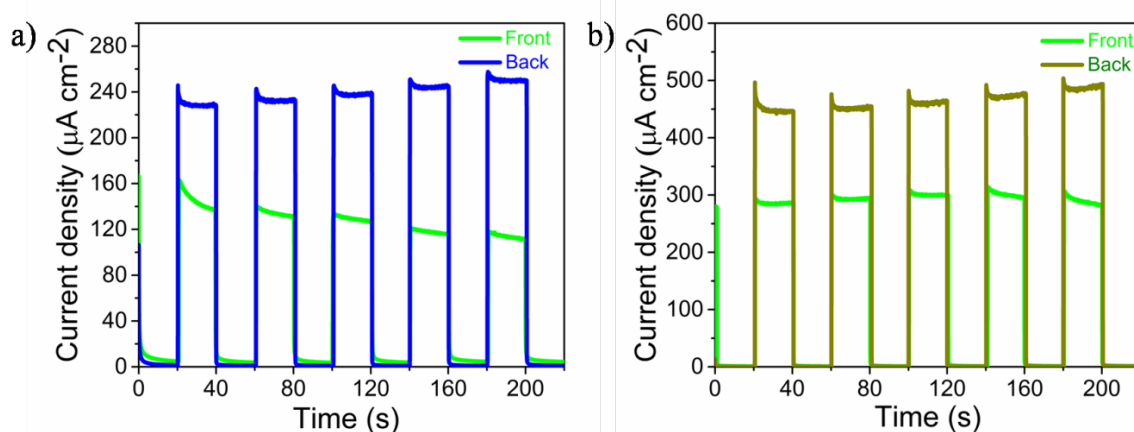 a)
Current density (μA cm⁻²)
280
240
200
160
120
80
40
0
Front
Back
0 40 80 120 160 200
Time (s)
b)
Current density (μA cm⁻²)
600
500
400
300
200
100
0
Front
Back
0 40 80 120 160 200
Time (s)